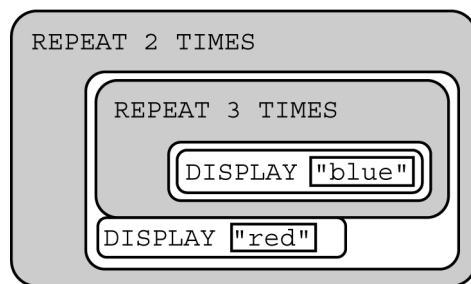 REPEAT 2 TIMES
REPEAT 3 TIMES
DISPLAY "blue"
DISPLAY "red"